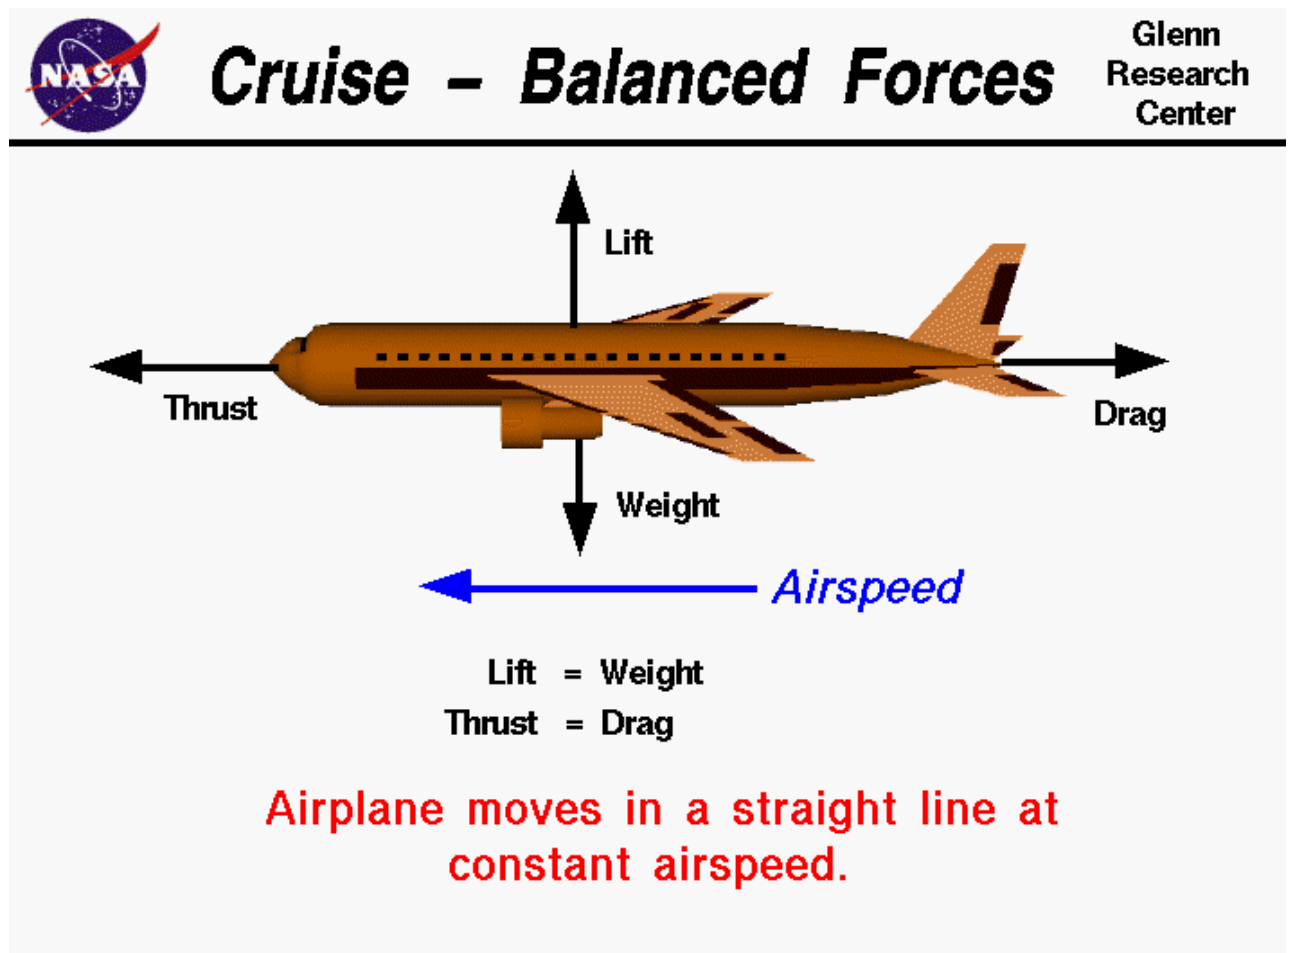 NASA
Cruise – Balanced Forces
Glenn
Research
Center
Lift
Thrust
Drag
Weight
Airspeed
Lift = Weight
Thrust = Drag
Airplane moves in a straight line at
constant airspeed.